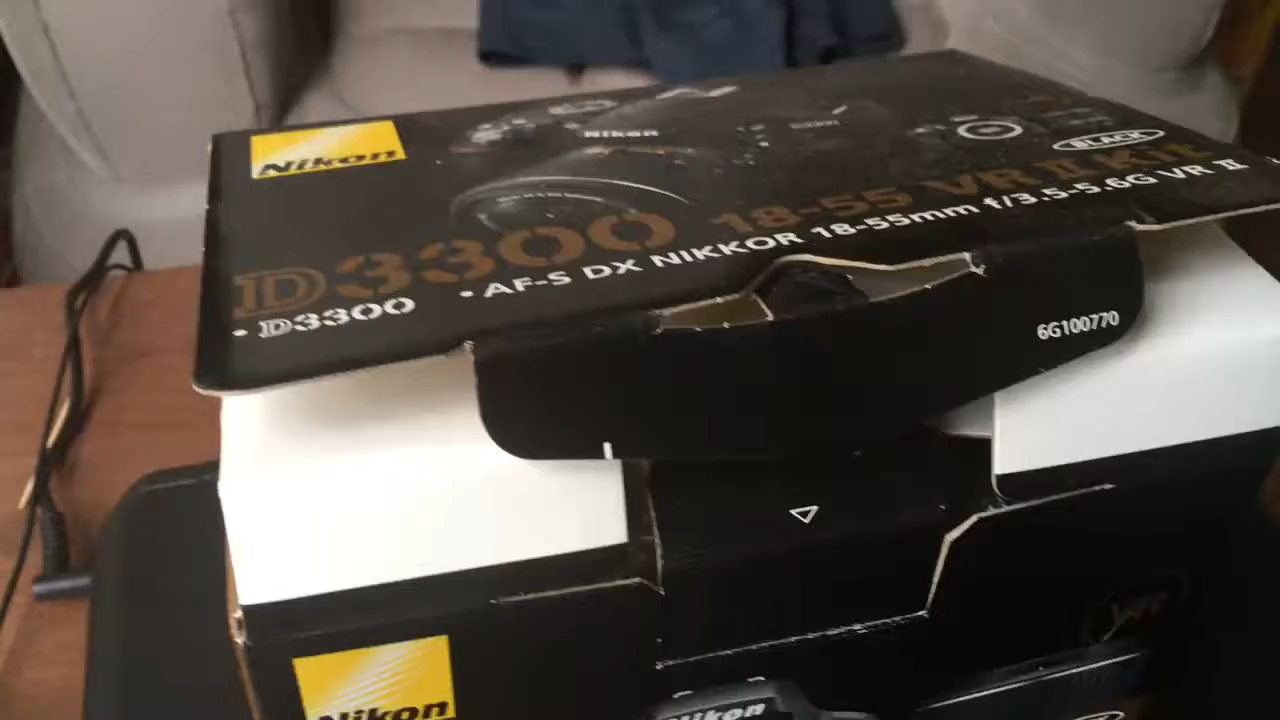 Nikon
Nikon
BLACK
D3300 18-55 VR II Kit
• D3300 • AF-S DX NIKKOR 18-55mm f/3.5-5.6G VR II
6G100770
Nikon
Nikon